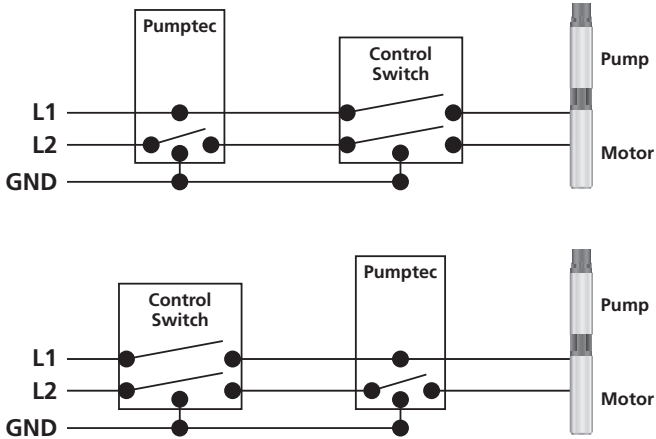 Pumptec
Control
Switch
Pump
L1
L2
Motor
GND
Control
Switch
Pumptec
Pump
L1
L2
Motor
GND